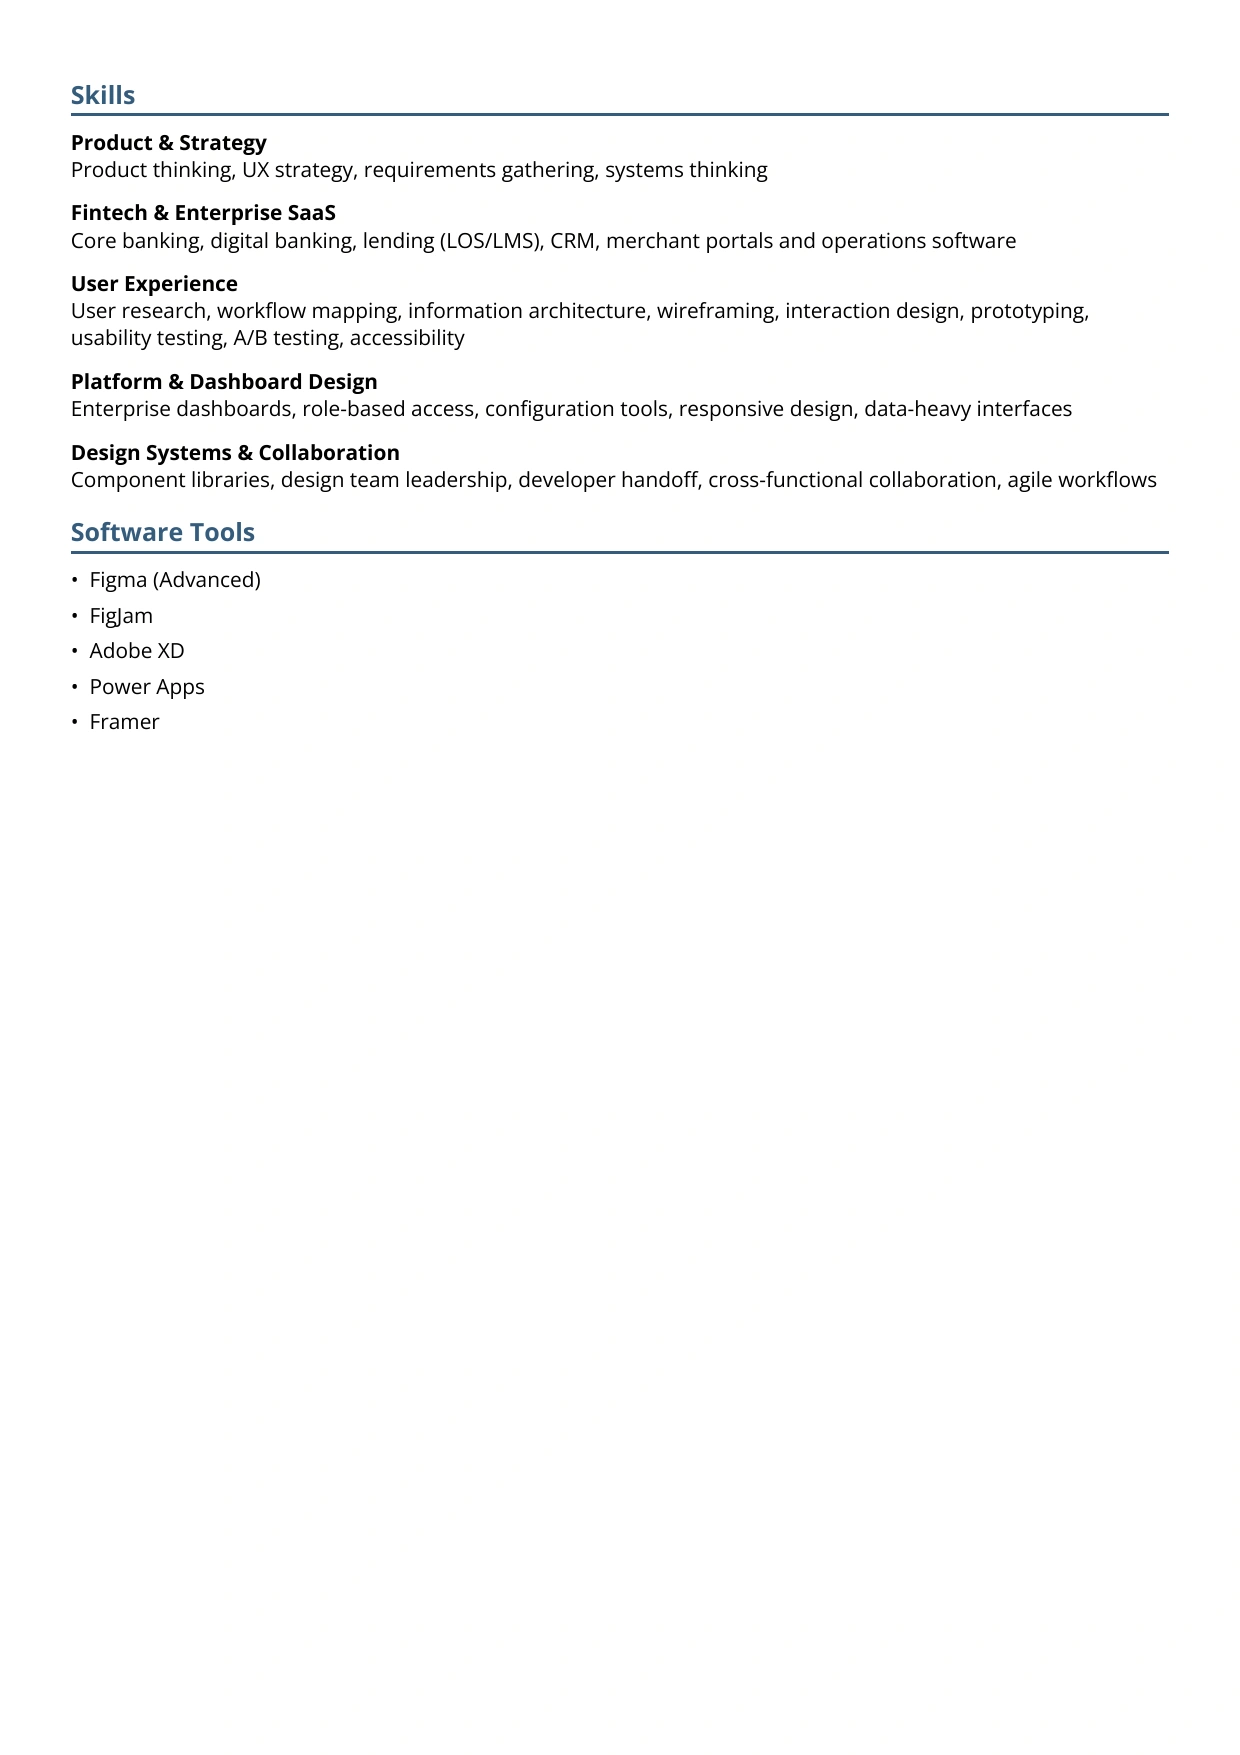 Skills
Product & Strategy
Product thinking, UX strategy, requirements gathering, systems thinking
Fintech & Enterprise SaaS
Core banking, digital banking, lending (LOS/LMS), CRM, merchant portals and operations software
User Experience
User research, workflow mapping, information architecture, wireframing, interaction design, prototyping,
usability testing, A/B testing, accessibility
Platform & Dashboard Design
Enterprise dashboards, role-based access, configuration tools, responsive design, data-heavy interfaces
Design Systems & Collaboration
Component libraries, design team leadership, developer handoff, cross-functional collaboration, agile workflows
Software Tools
• Figma (Advanced)
• FigJam
• Adobe XD
• Power Apps
• Framer